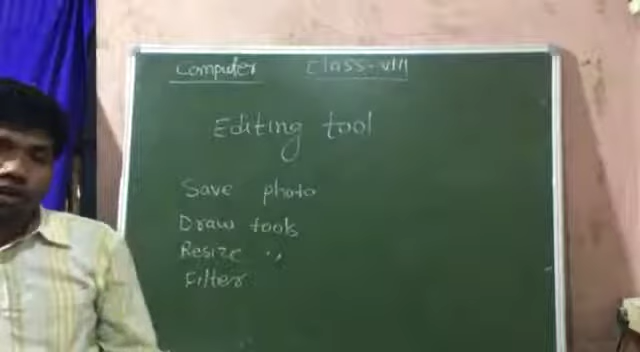 Computer Class-VIII
Editing tool
Save photo
Draw tools
Resize ,,
Filter